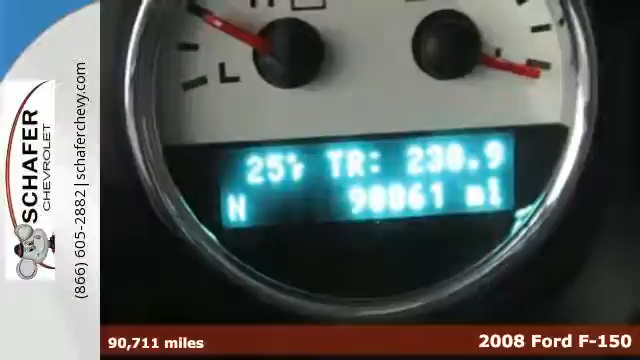 SCHAFER
CHEVROLET
(866) 605-2882 | schaferchevy.com
L
25°F TR: 230.9
N 90061 mi
90,711 miles
2008 Ford F-150